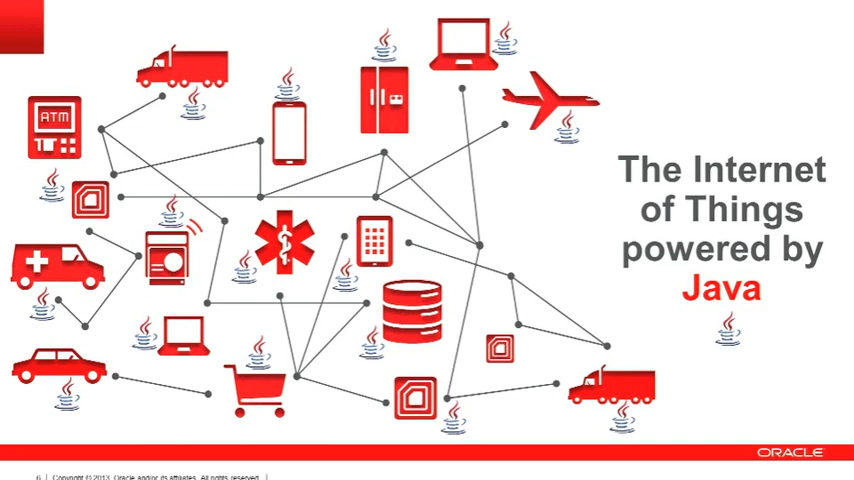 ATM
The Internet
of Things
powered by
Java
ORACLE
6 Copyright © 2013, Oracle and/or its affiliates. All rights reserved.